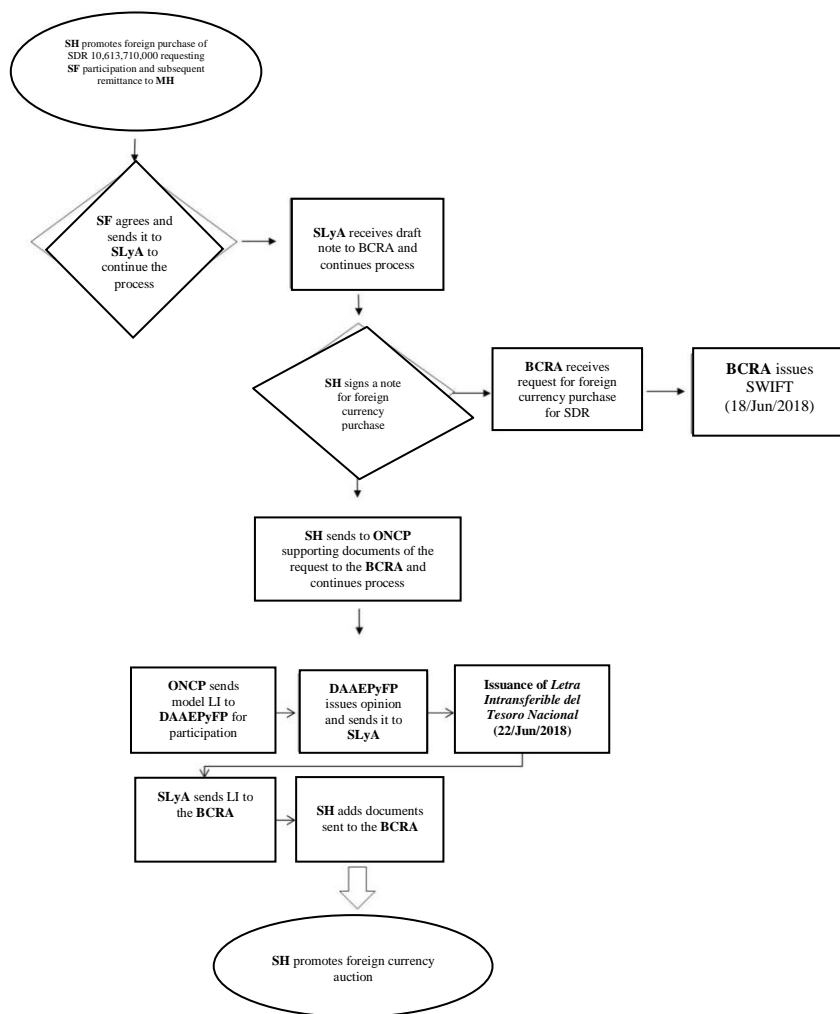 SH promotes foreign purchase of
SDR 10,613,710,000 requesting
SF participation and subsequent
remittance to MH
SF agrees and
sends it to
SLyA to
continue the
process
SLyA receives draft
note to BCRA and
continues process
SH signs a note
for foreign
currency
purchase
BCRA receives
request for foreign
currency purchase
for SDR
BCRA issues
SWIFT
(18/Jun/2018)
SH sends to ONCP
supporting documents of the
request to the BCRA and
continues process
ONCP sends
model LI to
DAAEPyFP for
participation
DAAEPyFP
issues opinion
and sends it to
SLyA
Issuance of Letra
Intransferible del
Tesoro Nacional
(22/Jun/2018)
SLyA sends LI to
the BCRA
SH adds documents
sent to the BCRA
SH promotes foreign currency
auction